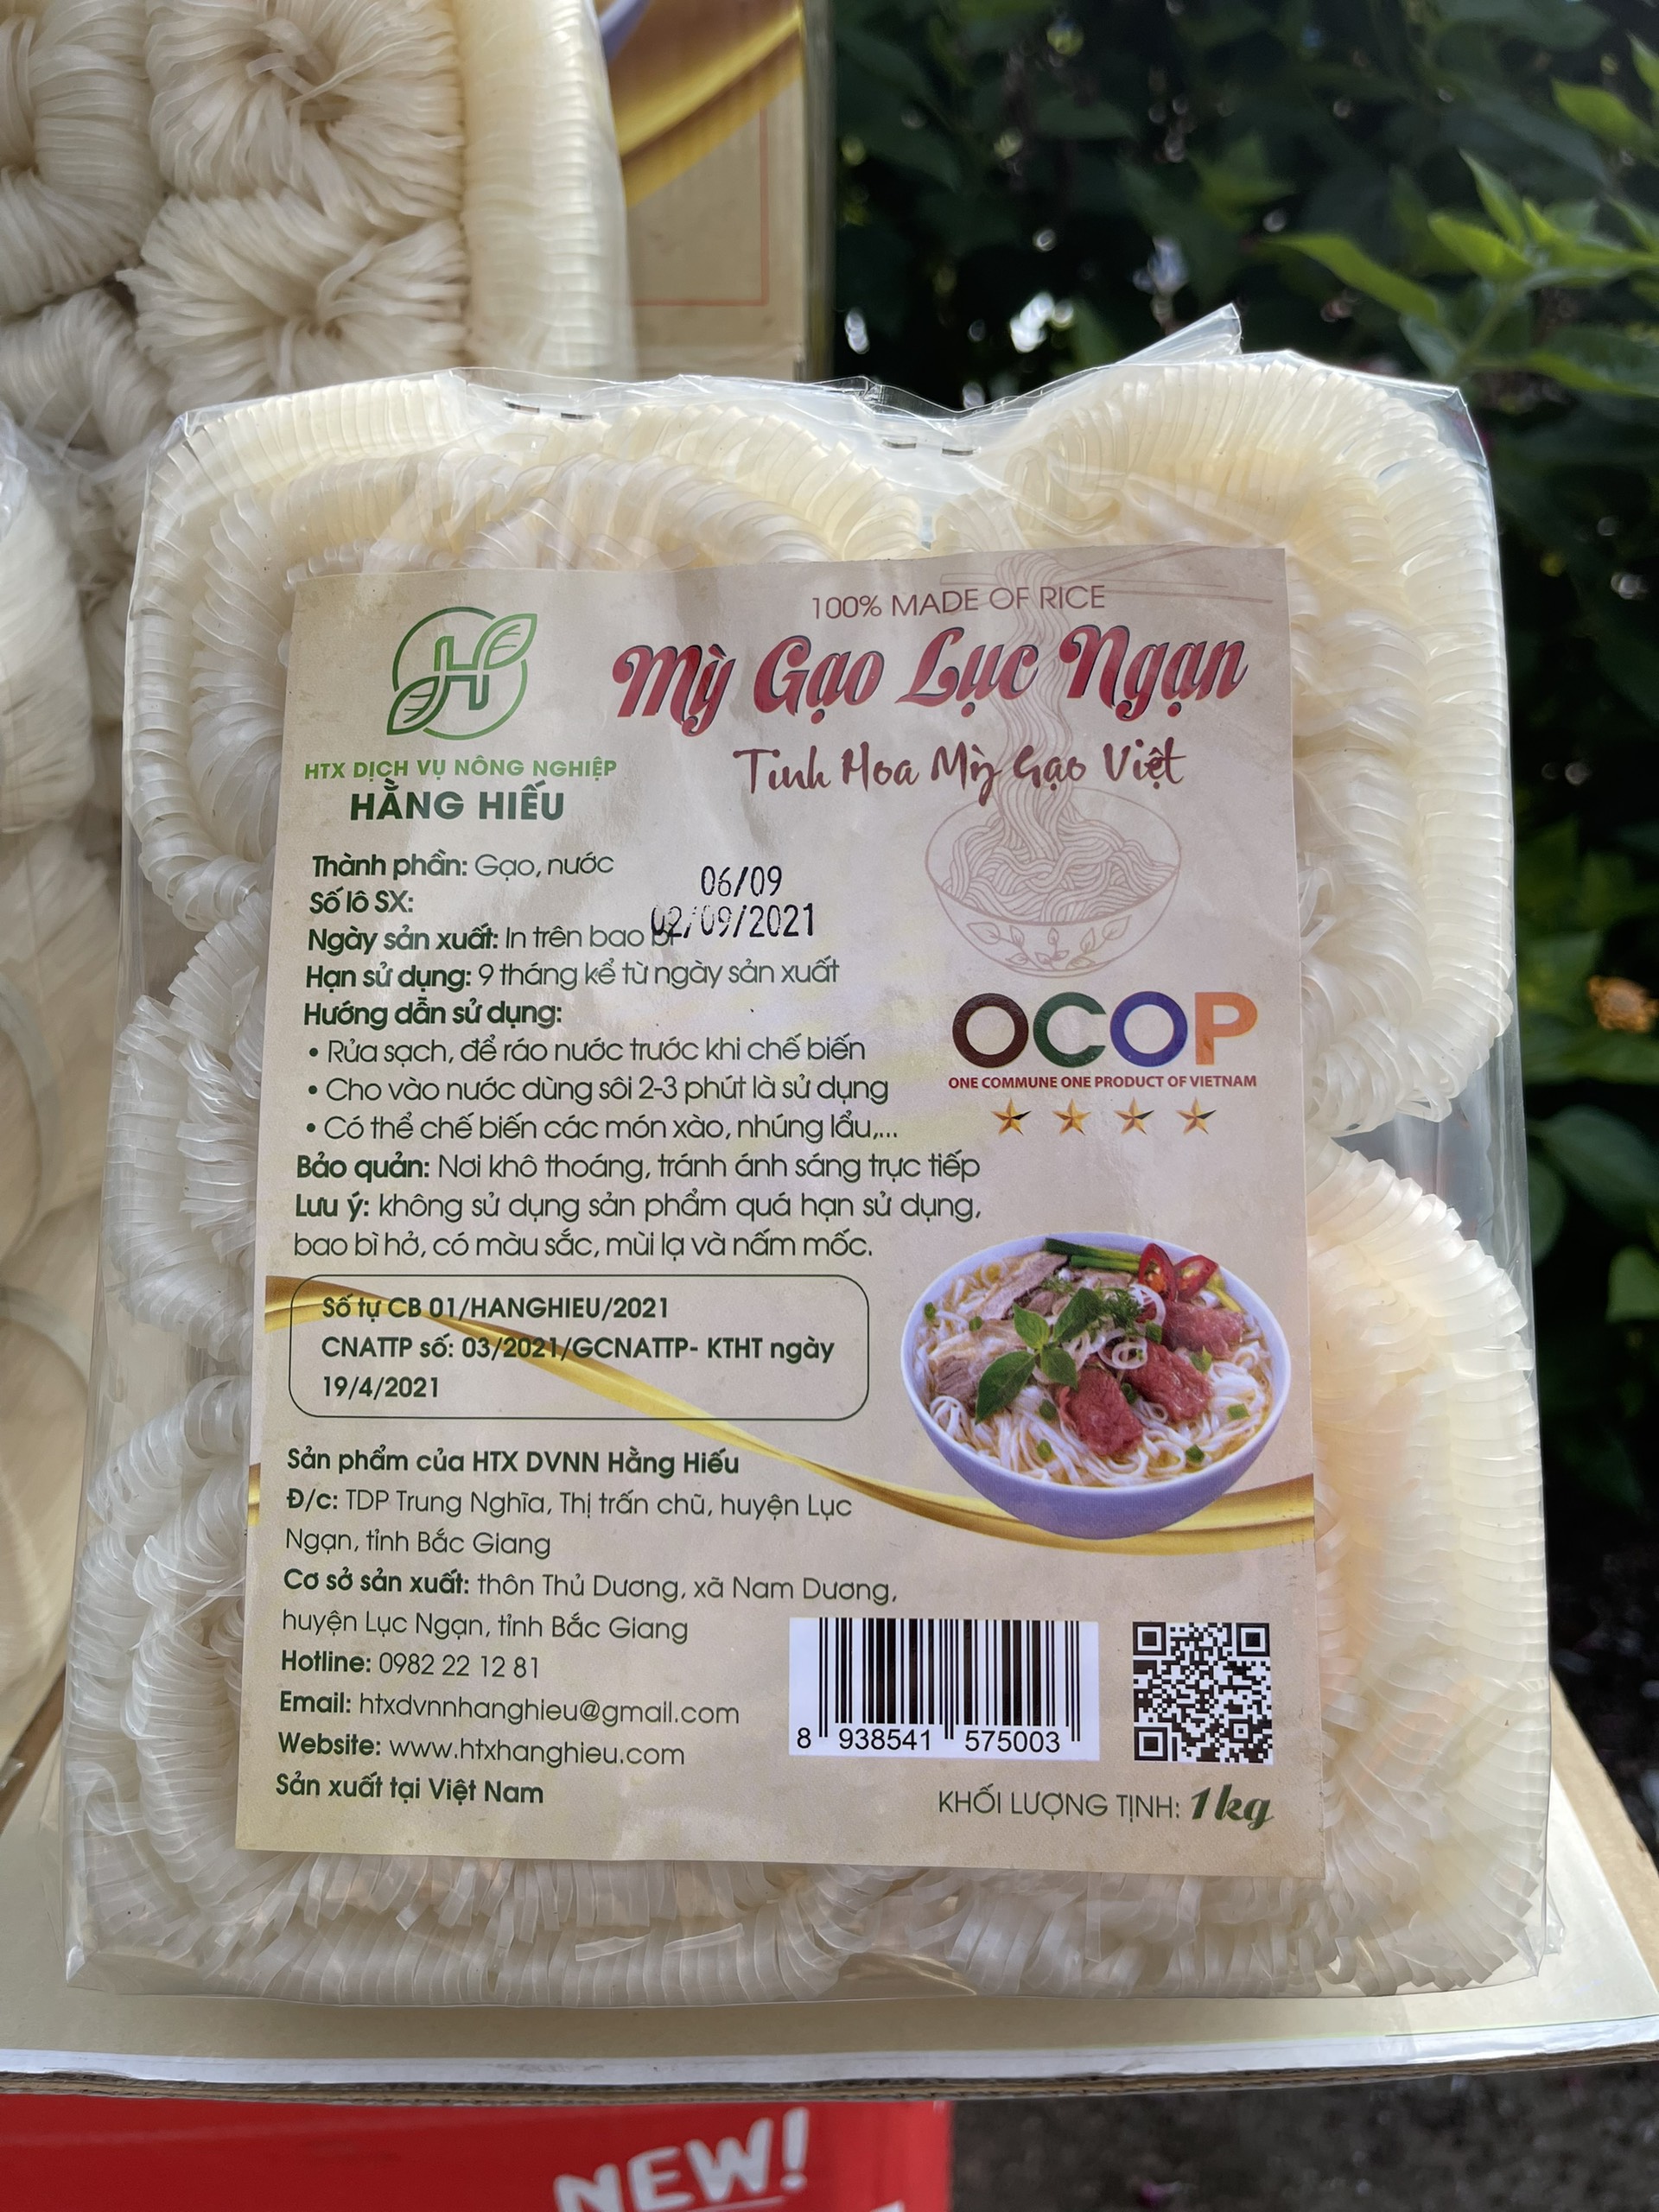 100% MADE OF RICE
Mỳ Gạo Lục Ngạn
Tinh Hoa Mỳ Gạo Việt
H
HTX DỊCH VỤ NÔNG NGHIỆP
HẰNG HIẾU
Thành phần: Gạo, nước
Số lô SX: 06/09
Ngày sản xuất: In trên bao bì 02/09/2021
Hạn sử dụng: 9 tháng kể từ ngày sản xuất
Hướng dẫn sử dụng:
• Rửa sạch, để ráo nước trước khi chế biến
• Cho vào nước dùng sôi 2-3 phút là sử dụng
• Có thể chế biến các món xào, nhúng lẩu,...
Bảo quản: Nơi khô thoáng, tránh ánh sáng trực tiếp
Lưu ý: không sử dụng sản phẩm quá hạn sử dụng,
bao bì hở, có màu sắc, mùi lạ và nấm mốc.
OCOP
ONE COMMUNE ONE PRODUCT OF VIETNAM
Số tự CB 01/HANGHIEU/2021
CNATTP số: 03/2021/GCNATTP- KTHT ngày
19/4/2021
Sản phẩm của HTX DVNN Hằng Hiếu
Đ/c: TDP Trung Nghĩa, Thị trấn chũ, huyện Lục
Ngạn, tỉnh Bắc Giang
Cơ sở sản xuất: thôn Thủ Dương, xã Nam Dương,
huyện Lục Ngạn, tỉnh Bắc Giang
Hotline: 0982 22 12 81
Email: htxdvnnhanghieu@gmail.com
Website: www.htxhanghieu.com
Sản xuất tại Việt Nam
8 938541 575003
KHỐI LƯỢNG TỊNH: 1kg
NEW!